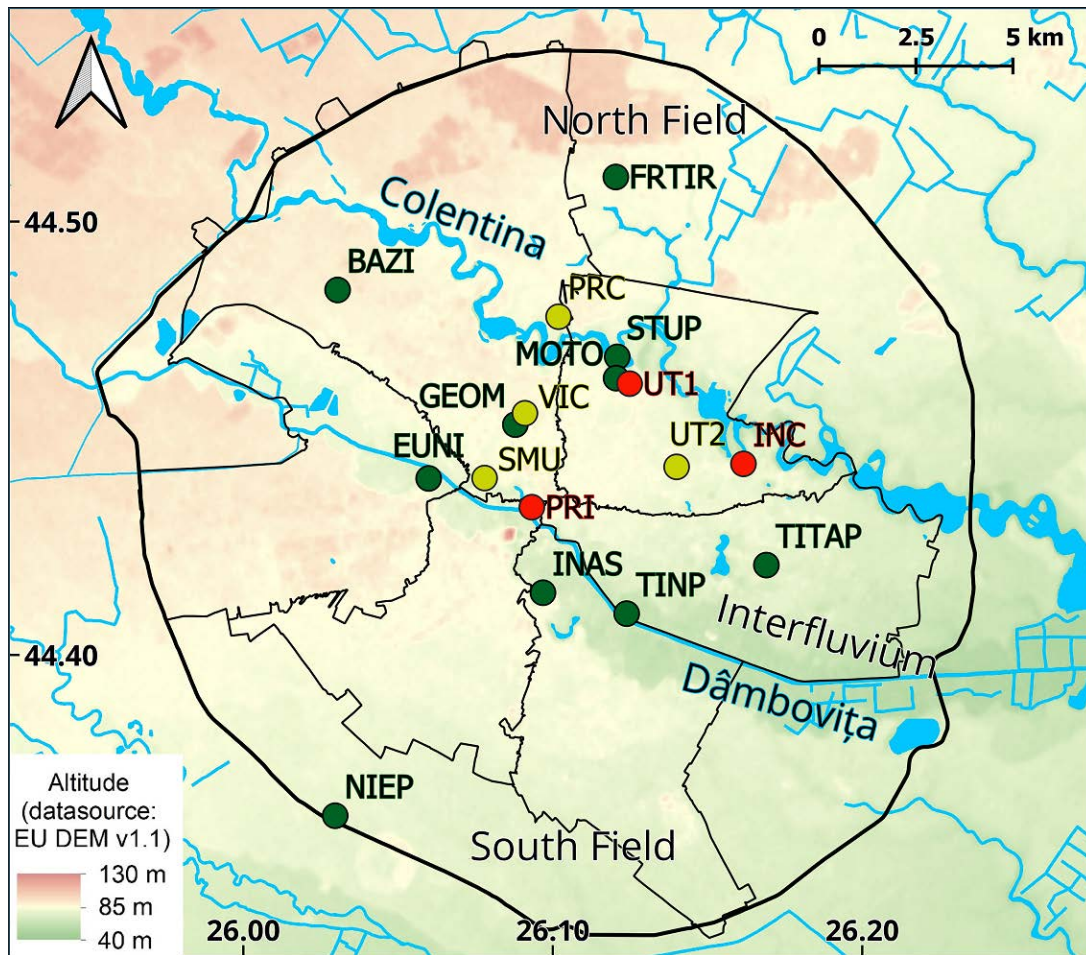 0 2.5 5 km
North Field
FRTIR
Colentina
44.50
BAZI
PRC
STUP
MOTO
UT1
GEOM
VIC
UT2
INC
EUNI
SMU
PRI
TITAP
INAS
TINP
Interfluvium
44.40
Dâmbovița
NIEP
South Field
Altitude
(datasource:
EU DEM v1.1)
130 m
85 m
40 m
26.00
26.10
26.20